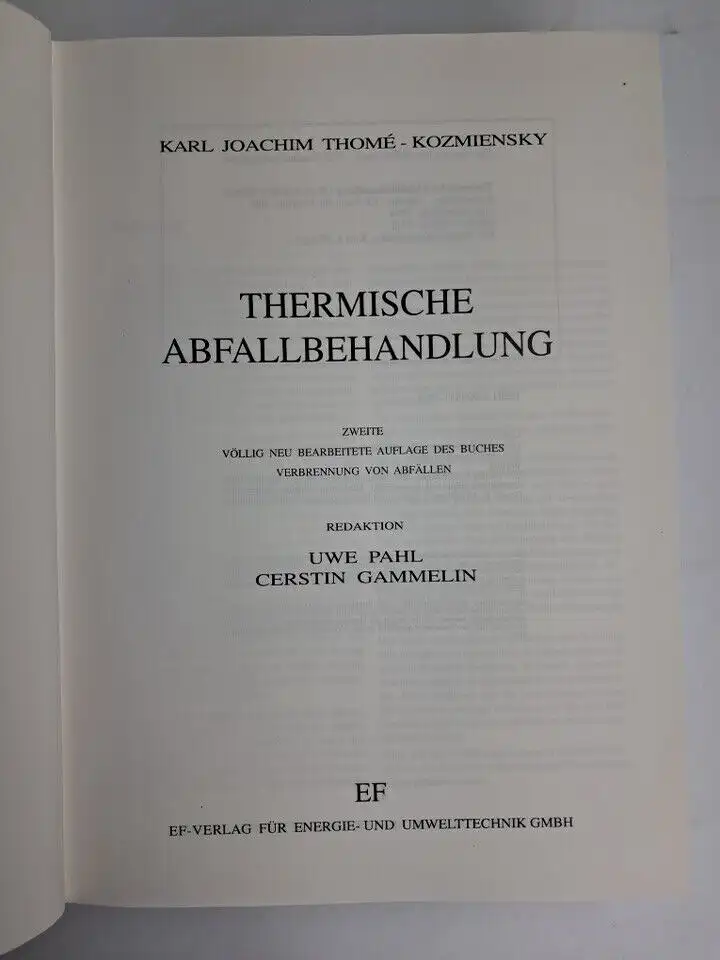 KARL JOACHIM THOMÉ - KOZMIENSKY
THERMISCHE
ABFALLBEHANDLUNG
ZWEITE
VÖLLIG NEU BEARBEITETE AUFLAGE DES BUCHES
VERBRENNUNG VON ABFÄLLEN
REDAKTION
UWE PAHL
CERSTIN GAMMELIN
EF
EF-VERLAG FÜR ENERGIE- UND UMWELTTECHNIK GMBH